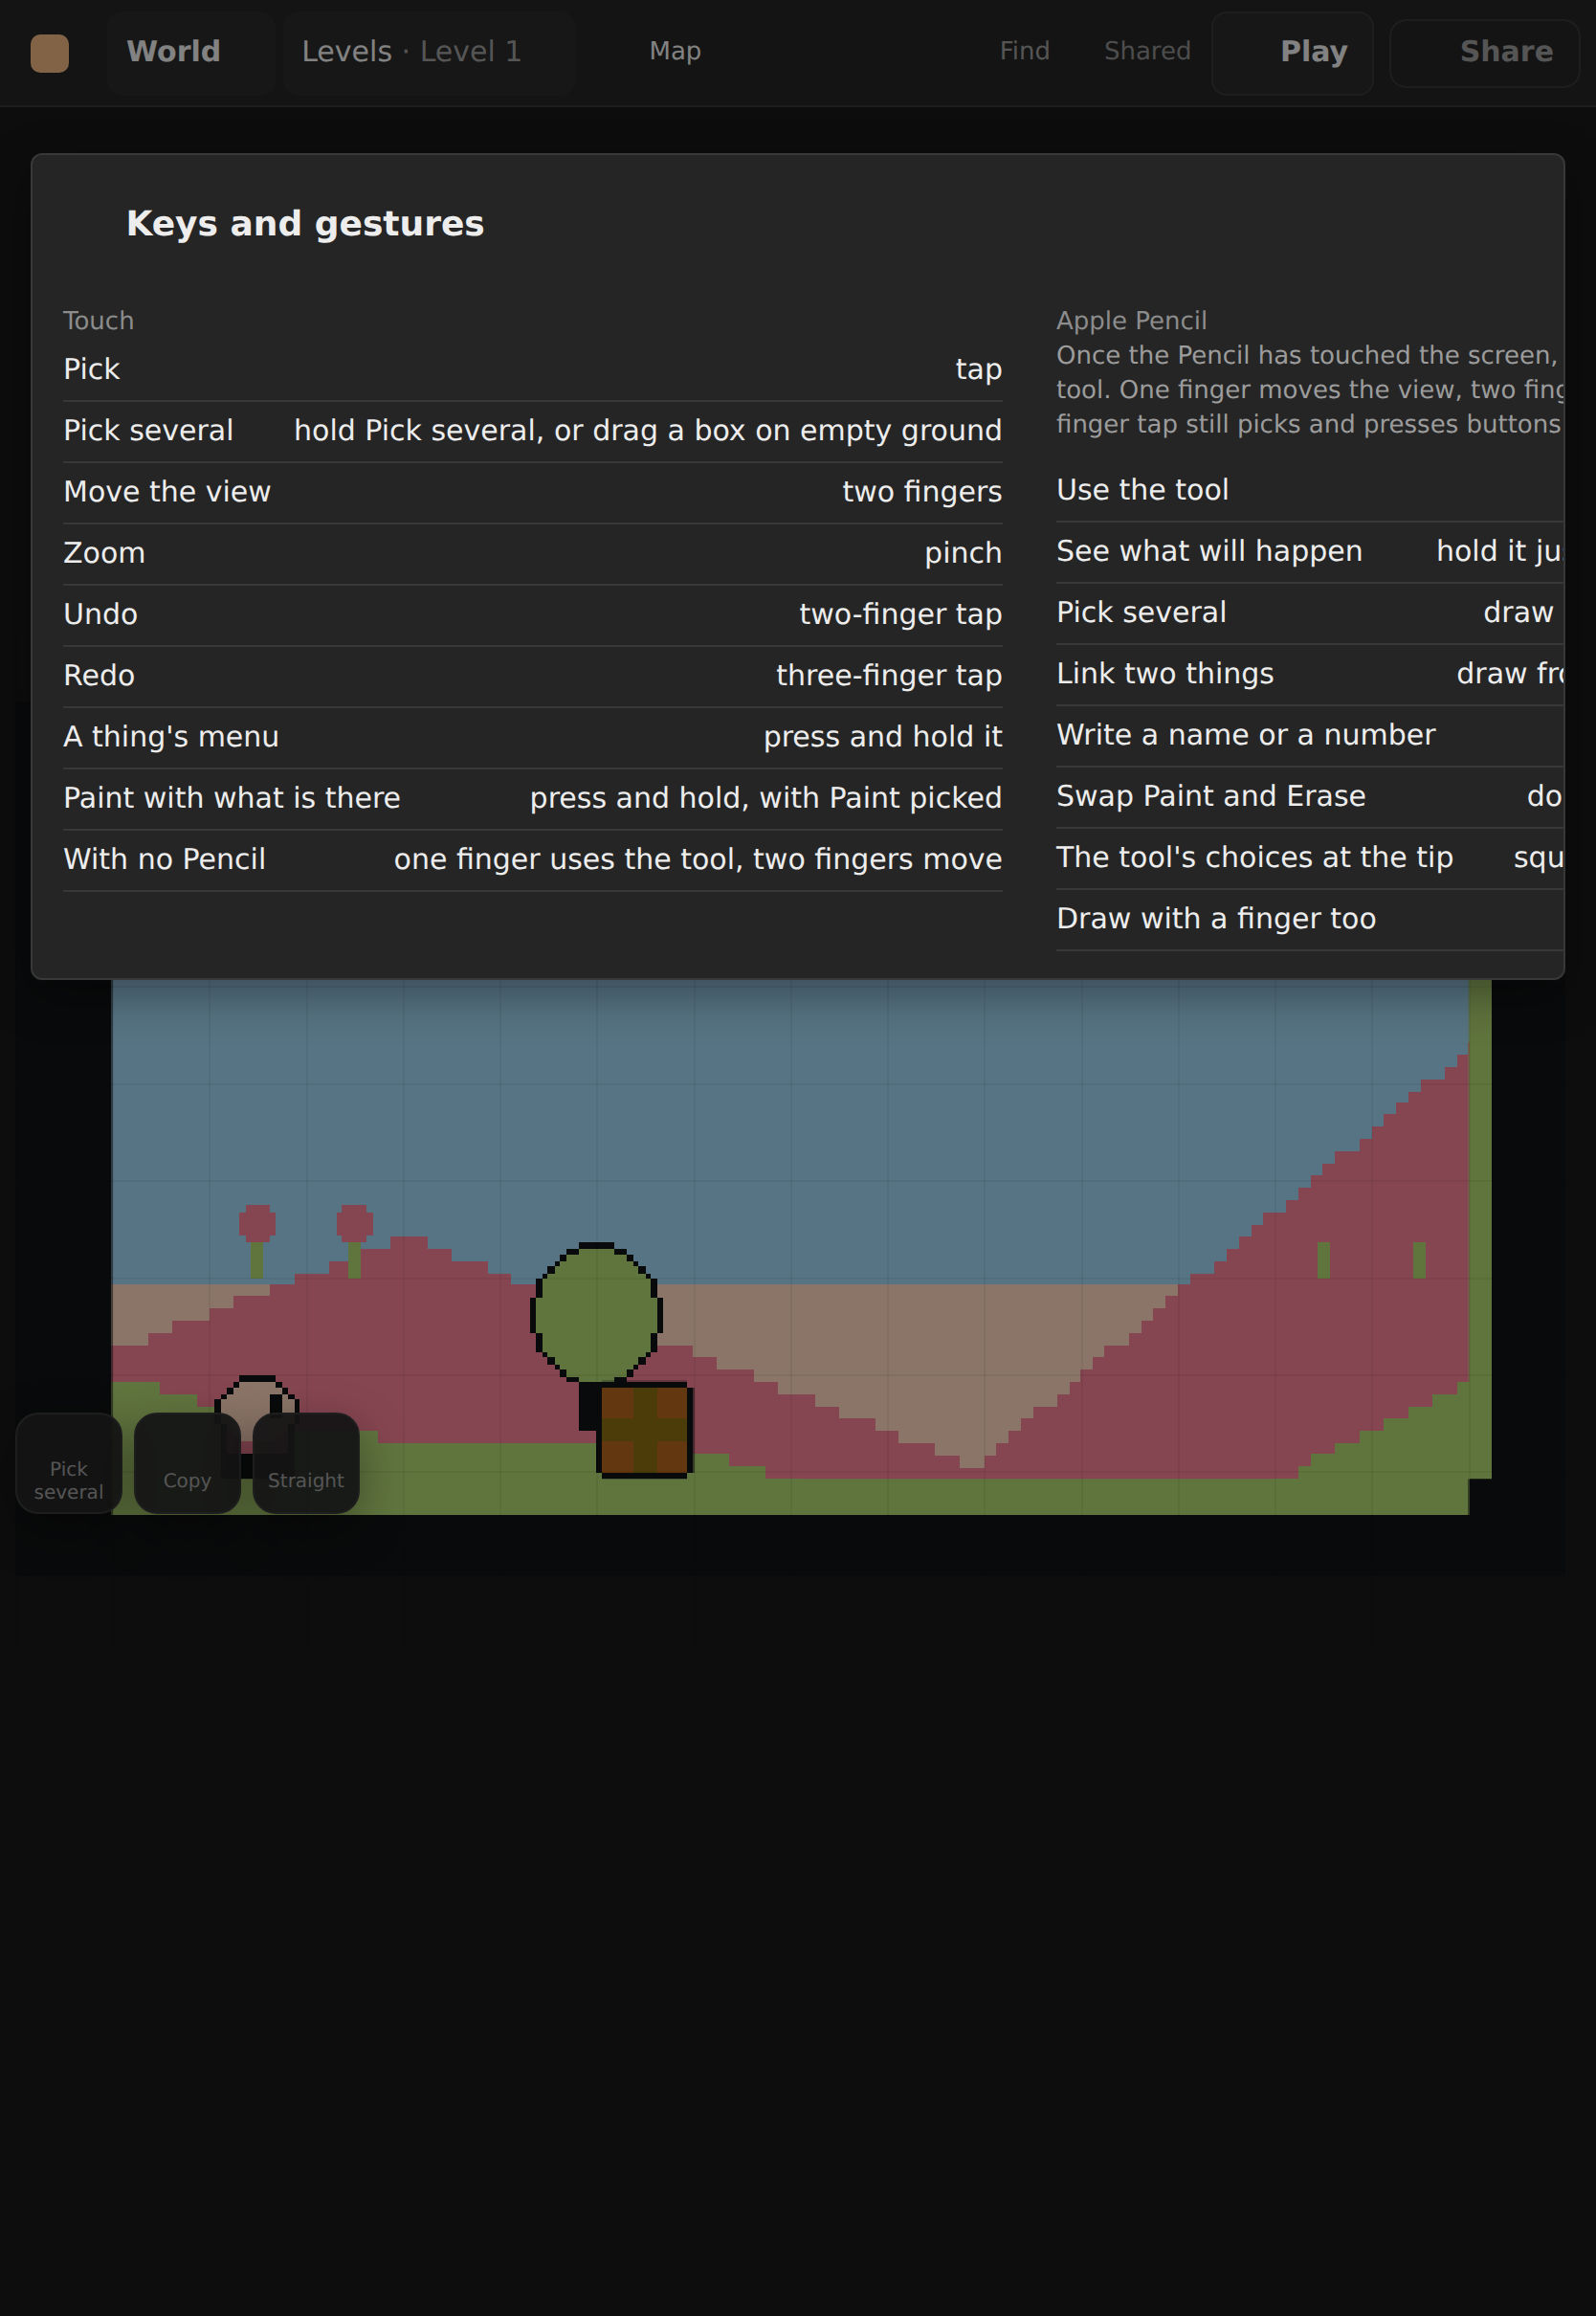 World
Levels · Level 1
Map
Find
Shared
Play
Share
Keys and gestures
Touch
Pick tap
Pick several hold Pick several, or drag a box on empty ground
Move the view two fingers
Zoom pinch
Undo two-finger tap
Redo three-finger tap
A thing's menu press and hold it
Paint with what is there press and hold, with Paint picked
With no Pencil one finger uses the tool, two fingers move
Apple Pencil
Once the Pencil has touched the screen,
tool. One finger moves the view, two
finger tap still picks and presses buttons
Use the tool
See what will happen hold it
Pick several draw
Link two things draw
Write a name or a number
Swap Paint and Erase
The tool's choices at the tip
Draw with a finger too
Pick
several
Copy
Straight